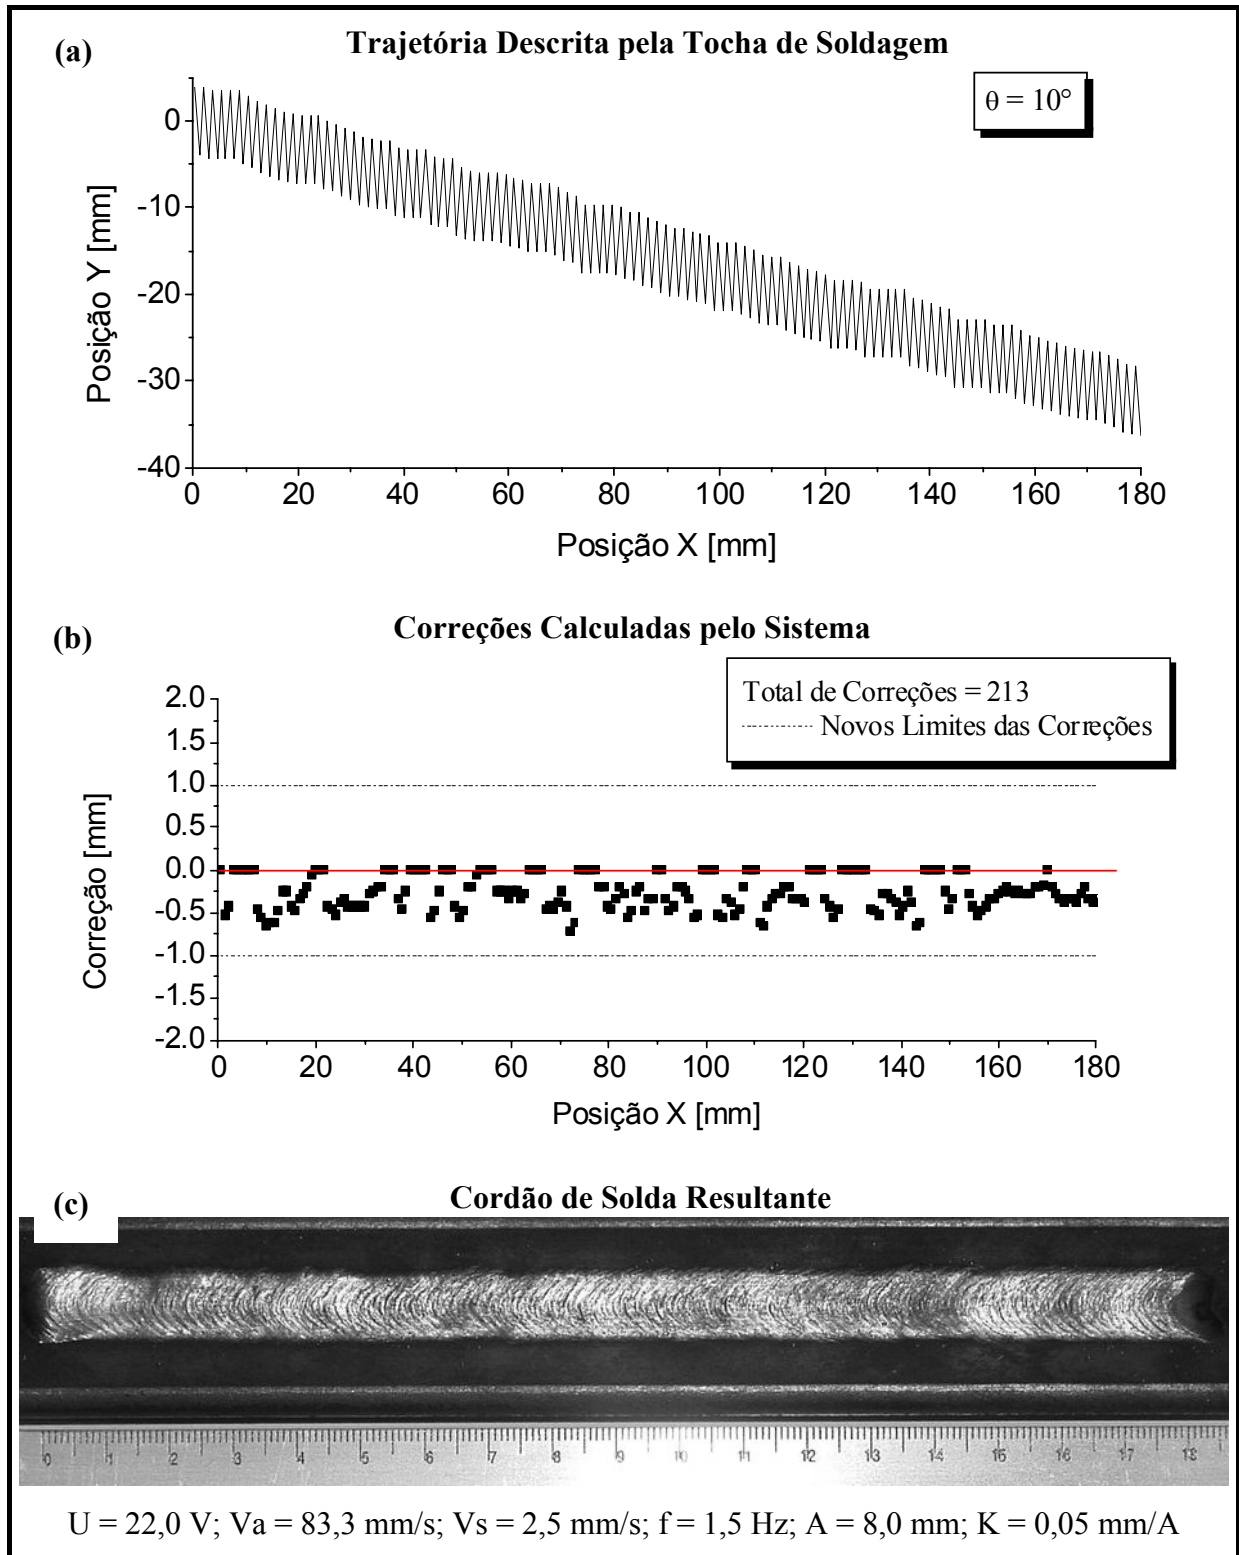 (a)
Trajetória Descrita pela Tocha de Soldagem
θ = 10°
0
-10
-20
-30
-40
Posição Y [mm]
0 20 40 60 80 100 120 140 160 180
Posição X [mm]
(b)
Correções Calculadas pelo Sistema
Total de Correções = 213
Novos Limites das Correções
2.0
1.5
1.0
0.5
0.0
-0.5
-1.0
-1.5
-2.0
Correção [mm]
0 20 40 60 80 100 120 140 160 180
Posição X [mm]
(c)
Cordão de Solda Resultante
0 1 2 3 4 5 6 7 8 9 10 11 12 13 14 15 16 17 18
U = 22,0 V; Va = 83,3 mm/s; Vs = 2,5 mm/s; f = 1,5 Hz; A = 8,0 mm; K = 0,05 mm/A